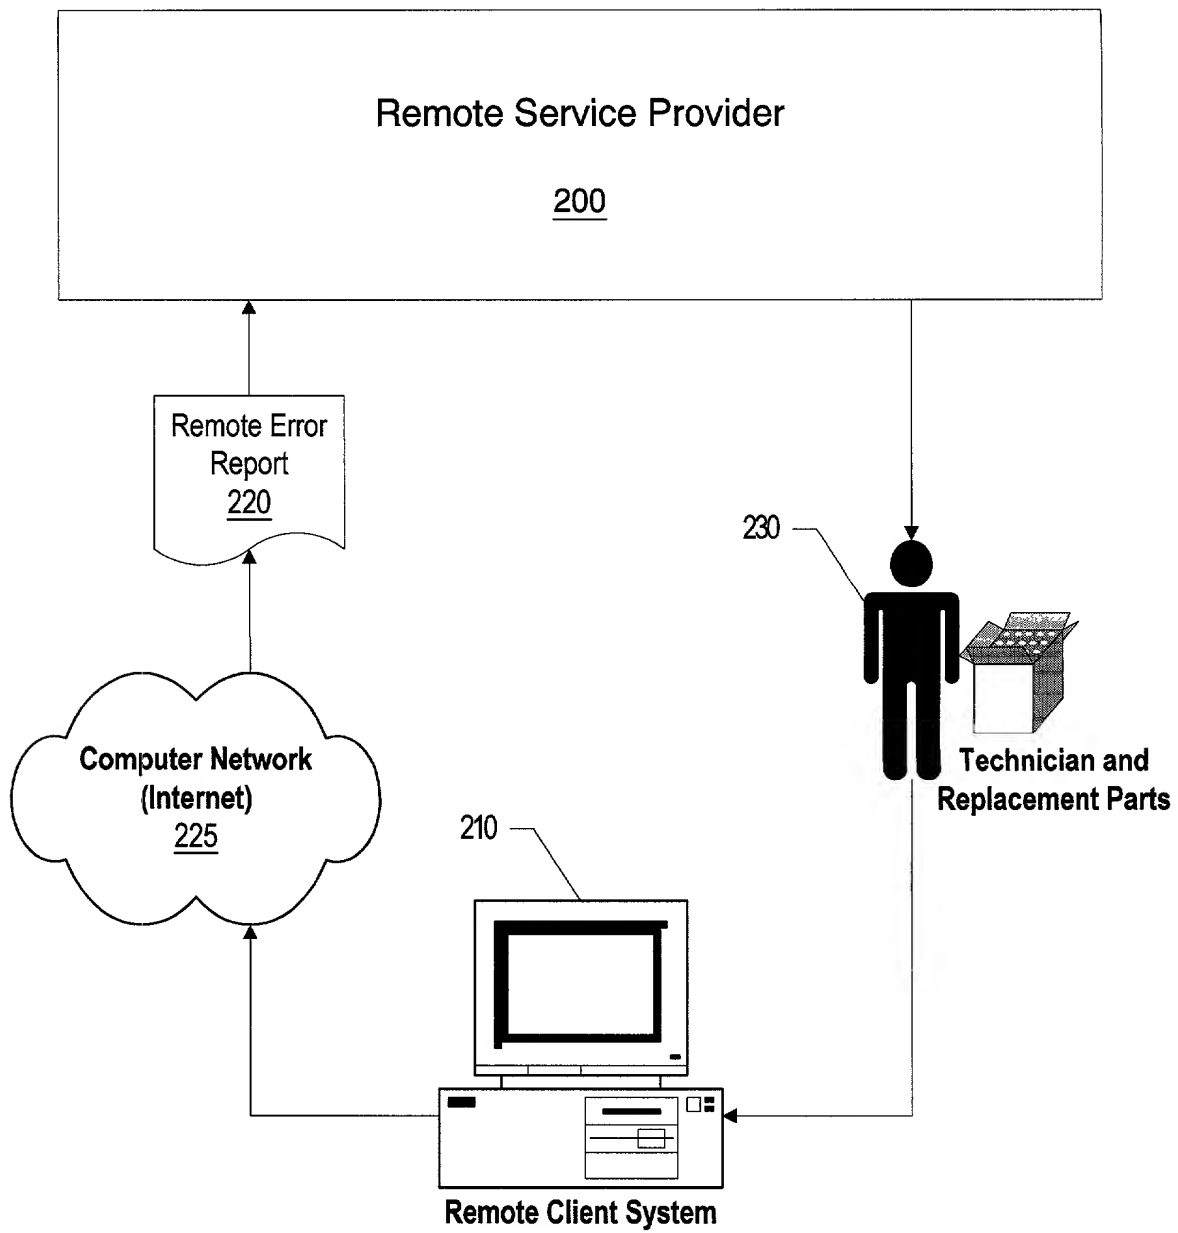 Remote Service Provider
200
Remote Error
Report
220
230
Technician and
Replacement Parts
Computer Network
(Internet)
225
210
Remote Client System